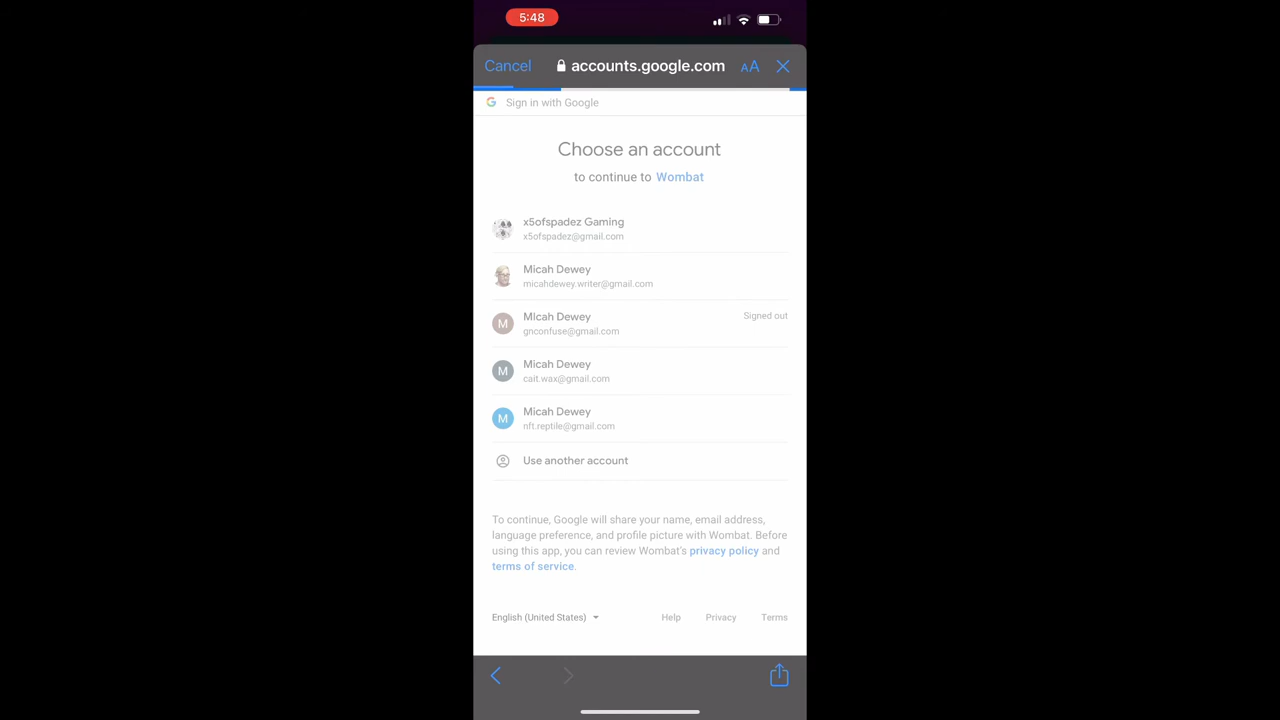 5:48
Cancel accounts.google.com AA
Sign in with Google
Choose an account
to continue to Wombat
x5ofspadez Gaming
x5ofspadez@gmail.com
Micah Dewey
micahdewey.writer@gmail.com
M MIcah Dewey Signed out
gnconfuse@gmail.com
M Micah Dewey
cait.wax@gmail.com
M Micah Dewey
nft.reptile@gmail.com
Use another account
To continue, Google will share your name, email address,
language preference, and profile picture with Wombat. Before
using this app, you can review Wombat's privacy policy and
terms of service.
English (United States) Help Privacy Terms